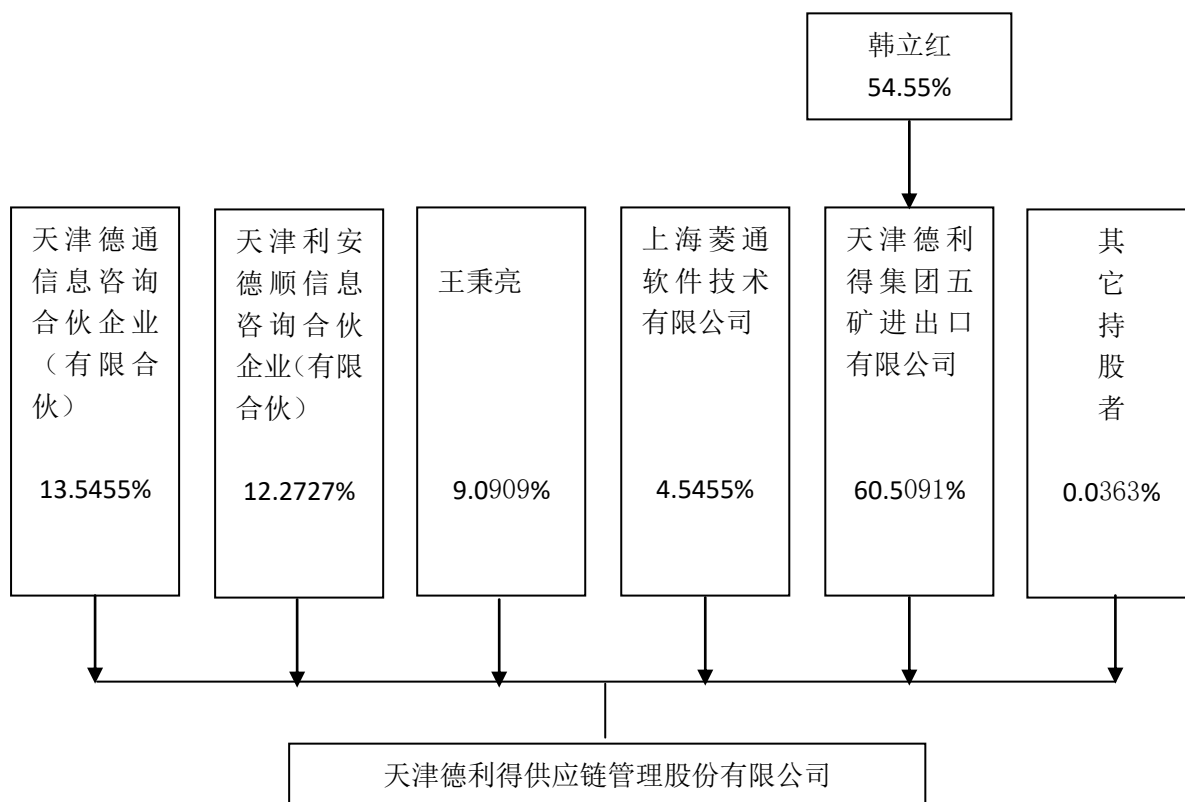 韩立红
54.55%
天津德通
信息咨询
合伙企业
（有限合
伙）
13.5455%
天津利安
德顺信息
咨询合伙
企业（有限
合伙）
12.2727%
王秉亮
9.0909%
上海菱通
软件技术
有限公司
4.5455%
天津德利
得集团五
矿进出口
有限公司
60.5091%
其
它
持
股
者
0.0363%
天津德利得供应链管理股份有限公司